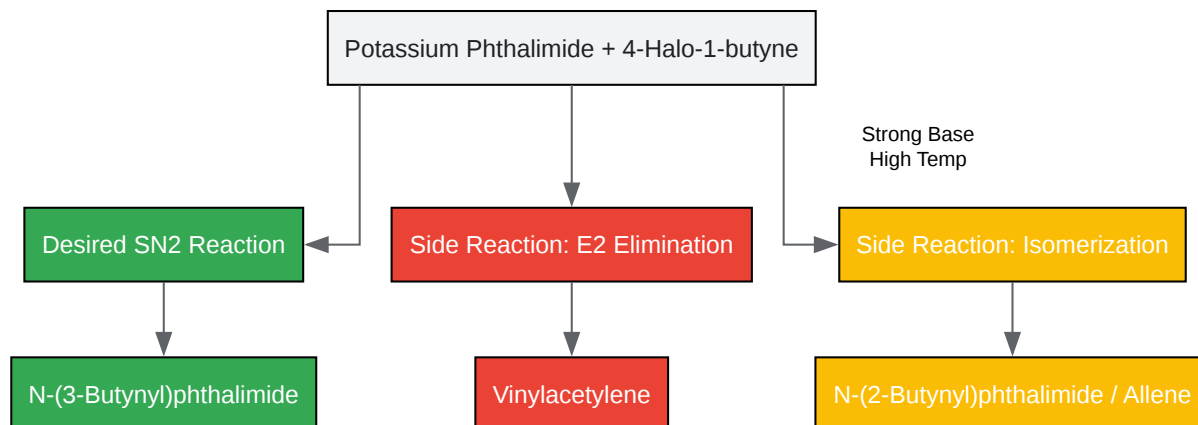 Potassium Phthalimide + 4-Halo-1-butyne
Strong Base
High Temp
Desired SN2 Reaction
Side Reaction: E2 Elimination
Side Reaction: Isomerization
N-(3-Butynyl)phthalimide
Vinylacetylene
N-(2-Butynyl)phthalimide / Allene